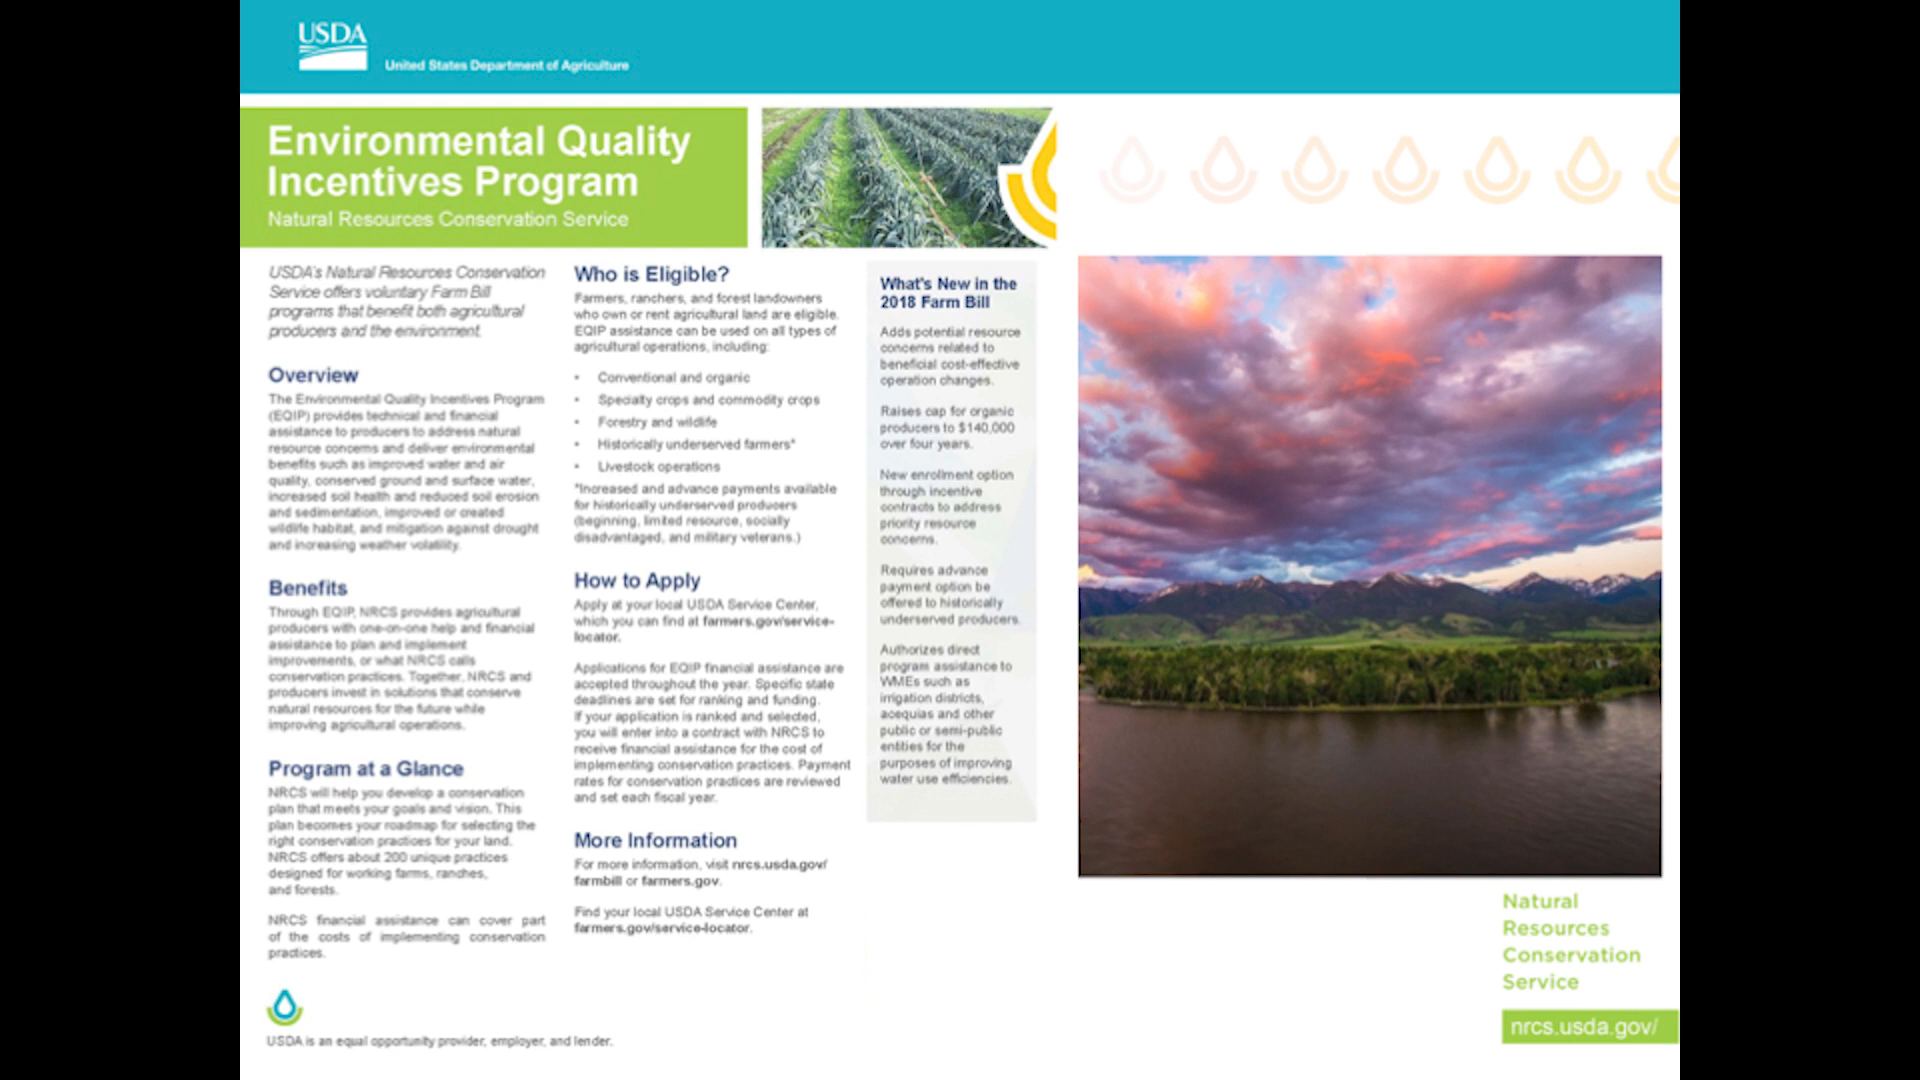 USDA
United States Department of Agriculture
Environmental Quality
Incentives Program
Natural Resources Conservation Service
USDA's Natural Resources Conservation
Service offers voluntary Farm Bill
programs that benefit both agricultural
producers and the environment.
Overview
The Environmental Quality Incentives Program
(EQIP) provides technical and financial
assistance to producers to address natural
resource concerns and deliver environmental
benefits such as improved water and air
quality, conserved ground and surface water,
increased soil health and reduced soil erosion
and sedimentation, improved or created
wildlife habitat, and mitigation against drought
and increasing weather volatility.
Benefits
Through EQIP, NRCS provides agricultural
producers with one-on-one help and financial
assistance to plan and implement
improvements, or what NRCS calls
conservation practices. Together, NRCS and
producers invest in solutions that conserve
natural resources for the future while
improving agricultural operations.
Program at a Glance
NRCS will help you develop a conservation
plan that meets your goals and vision. This
plan becomes your roadmap for selecting the
right conservation practices for your land.
NRCS offers about 200 unique practices
designed for working farms, ranches,
and forests.
NRCS financial assistance can cover part
of the costs of implementing conservation
practices.
Who is Eligible?
Farmers, ranchers, and forest landowners
who own or rent agricultural land are eligible.
EQIP assistance can be used on all types of
agricultural operations, including:
• Conventional and organic
• Specialty crops and commodity crops
• Forestry and wildlife
• Historically underserved farmers*
• Livestock operations
*Increased and advance payments available
for historically underserved producers
(beginning, limited resource, socially
disadvantaged, and military veterans.)
How to Apply
Apply at your local USDA Service Center,
which you can find at farmers.gov/service-
locator.
Applications for EQIP financial assistance are
accepted throughout the year. Specific state
deadlines are set for ranking and funding.
If your application is ranked and selected,
you will enter into a contract with NRCS to
receive financial assistance for the cost of
implementing conservation practices. Payment
rates for conservation practices are reviewed
and set each fiscal year.
More Information
For more information, visit nrcs.usda.gov/
farmbill or farmers.gov.
Find your local USDA Service Center at
farmers.gov/service-locator.
What's New in the
2018 Farm Bill
Adds potential resource
concerns related to
beneficial cost-effective
operation changes.
Raises cap for organic
producers to $140,000
over four years.
New enrollment option
through incentive
contracts to address
priority resource
concerns.
Requires advance
payment option be
offered to historically
underserved producers.
Authorizes direct
program assistance to
WMEs such as
irrigation districts,
acequias and other
public or semi-public
entities for the
purposes of improving
water use efficiencies.
Natural
Resources
Conservation
Service
nrcs.usda.gov/
USDA is an equal opportunity provider, employer, and lender.